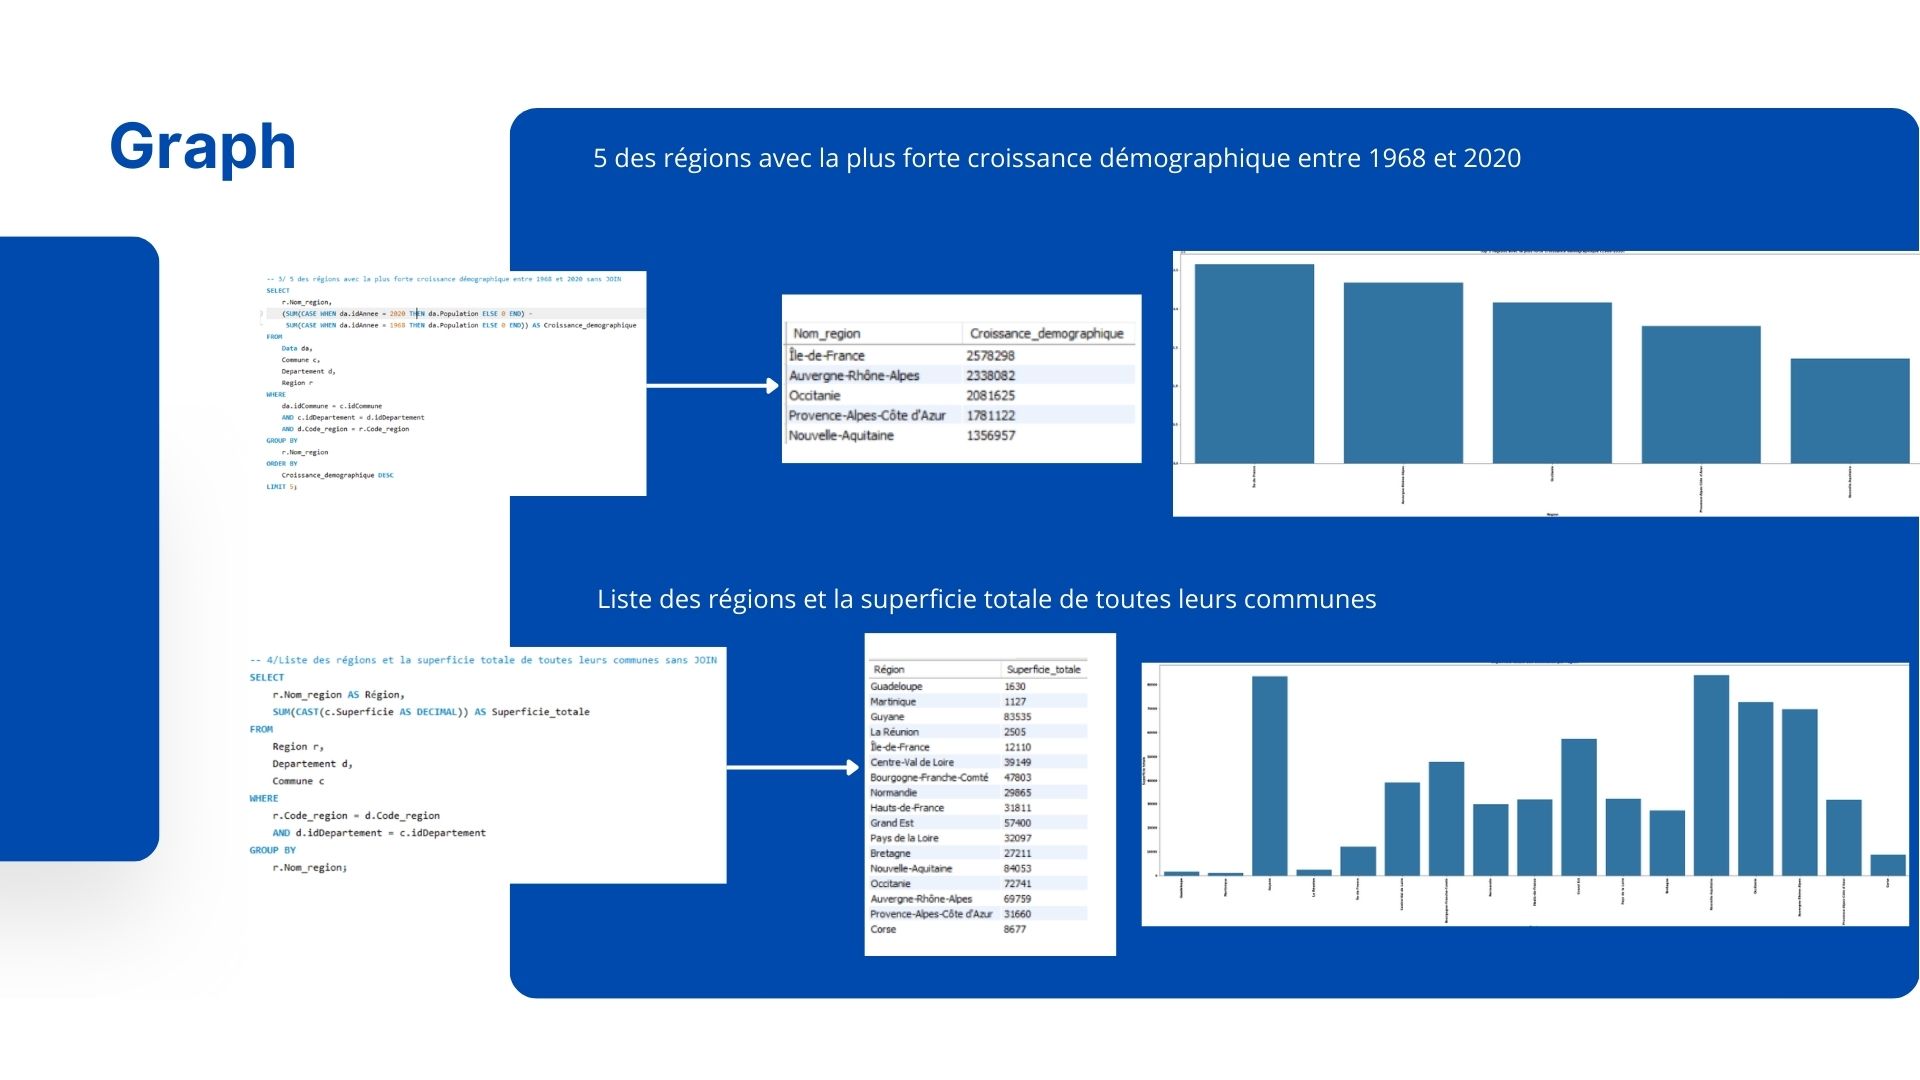 Graph
5 des régions avec la plus forte croissance démographique entre 1968 et 2020
-- 3/ 5 des régions avec la plus forte croissance démographique entre 1968 et 2020 sans JOIN
SELECT
r.Nom_region,
(SUM(CASE WHEN da.idAnnee = 2020 THEN da.Population ELSE 0 END) -
SUM(CASE WHEN da.idAnnee = 1968 THEN da.Population ELSE 0 END)) AS Croissance_demographique
FROM
Data da,
Commune c,
Departement d,
Region r
WHERE
da.idCommune = c.idCommune
AND c.idDepartement = d.idDepartement
AND d.Code_region = r.Code_region
GROUP BY
r.Nom_region
ORDER BY
Croissance_demographique DESC
LIMIT 5;
Nom_region Croissance_demographique
Île-de-France 2578298
Auvergne-Rhône-Alpes 2338082
Occitanie 2081625
Provence-Alpes-Côte d'Azur 1781122
Nouvelle-Aquitaine 1356957
Liste des régions et la superficie totale de toutes leurs communes
-- 4/Liste des régions et la superficie totale de toutes leurs communes sans JOIN
SELECT
r.Nom_region AS Région,
SUM(CAST(c.Superficie AS DECIMAL)) AS Superficie_totale
FROM
Region r,
Departement d,
Commune c
WHERE
r.Code_region = d.Code_region
AND d.idDepartement = c.idDepartement
GROUP BY
r.Nom_region;
Région Superficie_totale
Guadeloupe 1630
Martinique 1127
Guyane 83535
La Réunion 2505
Île-de-France 12110
Centre-Val de Loire 39149
Bourgogne-Franche-Comté 47803
Normandie 29865
Hauts-de-France 31811
Grand Est 57400
Pays de la Loire 32097
Bretagne 27211
Nouvelle-Aquitaine 84053
Occitanie 72741
Auvergne-Rhône-Alpes 69759
Provence-Alpes-Côte d'Azur 31660
Corse 8677